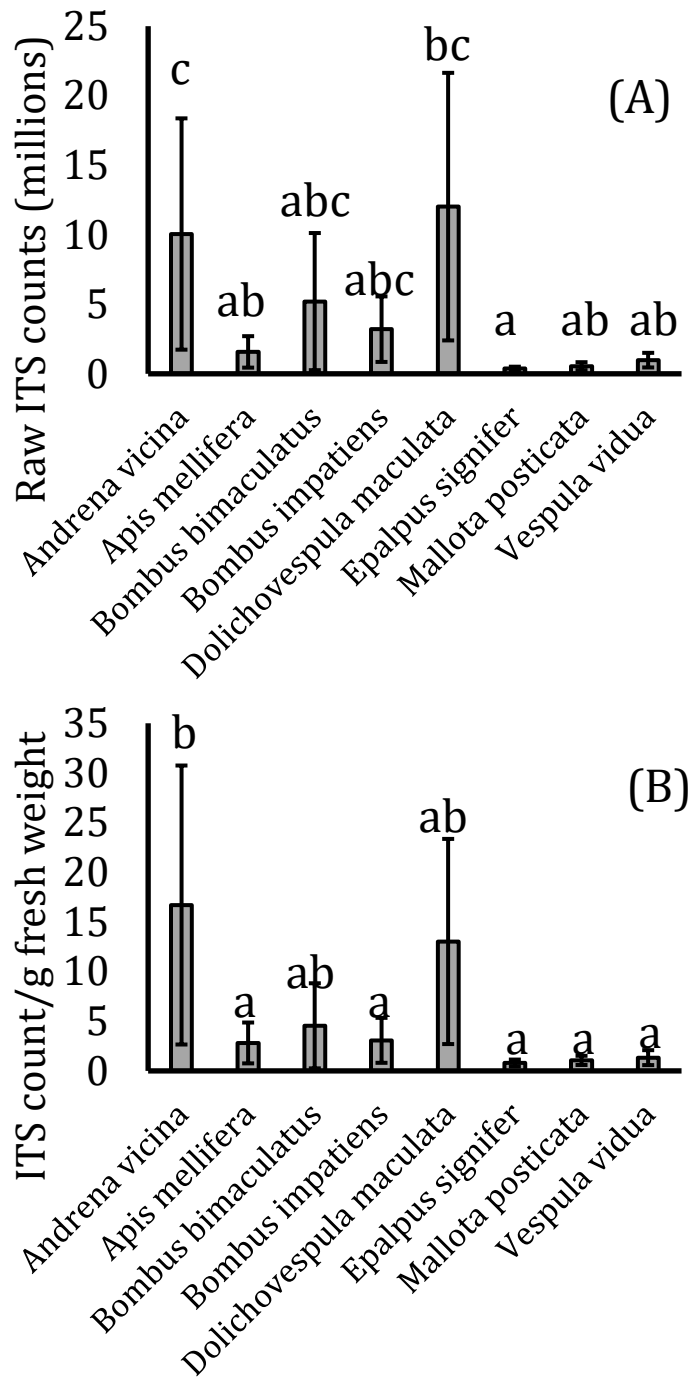 Raw ITS counts (millions)
25
20
15
10
5
0
(A)
c
ab
abc
abc
bc
a
ab
ab
Andrena vicina
Apis mellifera
Bombus bimaculatus
Bombus impatiens
Dolichovespula maculata
Epalpus signifer
Mallota posticata
Vespula vidua
ITS count/g fresh weight
35
30
25
20
15
10
5
0
(B)
b
a
ab
a
ab
a
a
a
Andrena vicina
Apis mellifera
Bombus bimaculatus
Bombus impatiens
Dolichovespula maculata
Epalpus signifer
Mallota posticata
Vespula vidua